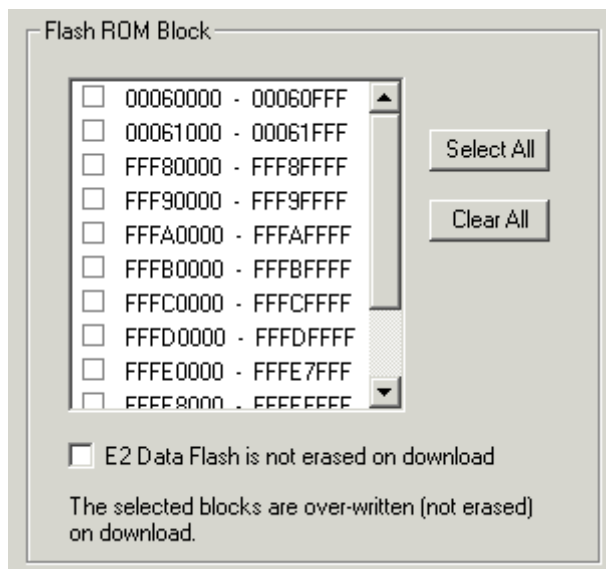 Flash ROM Block
00060000 - 00060FFF
00061000 - 00061FFF
FFF80000 - FFF8FFFF
FFF90000 - FFF9FFFF
FFFA0000 - FFFAFFFF
FFFB0000 - FFFBFFFF
FFFC0000 - FFFCFFFF
FFFD0000 - FFFDFFFF
FFFE0000 - FFFE7FFF
FFFE8000 - FFFEFFFF
Select All
Clear All
E2 Data Flash is not erased on download
The selected blocks are over-written (not erased)
on download.